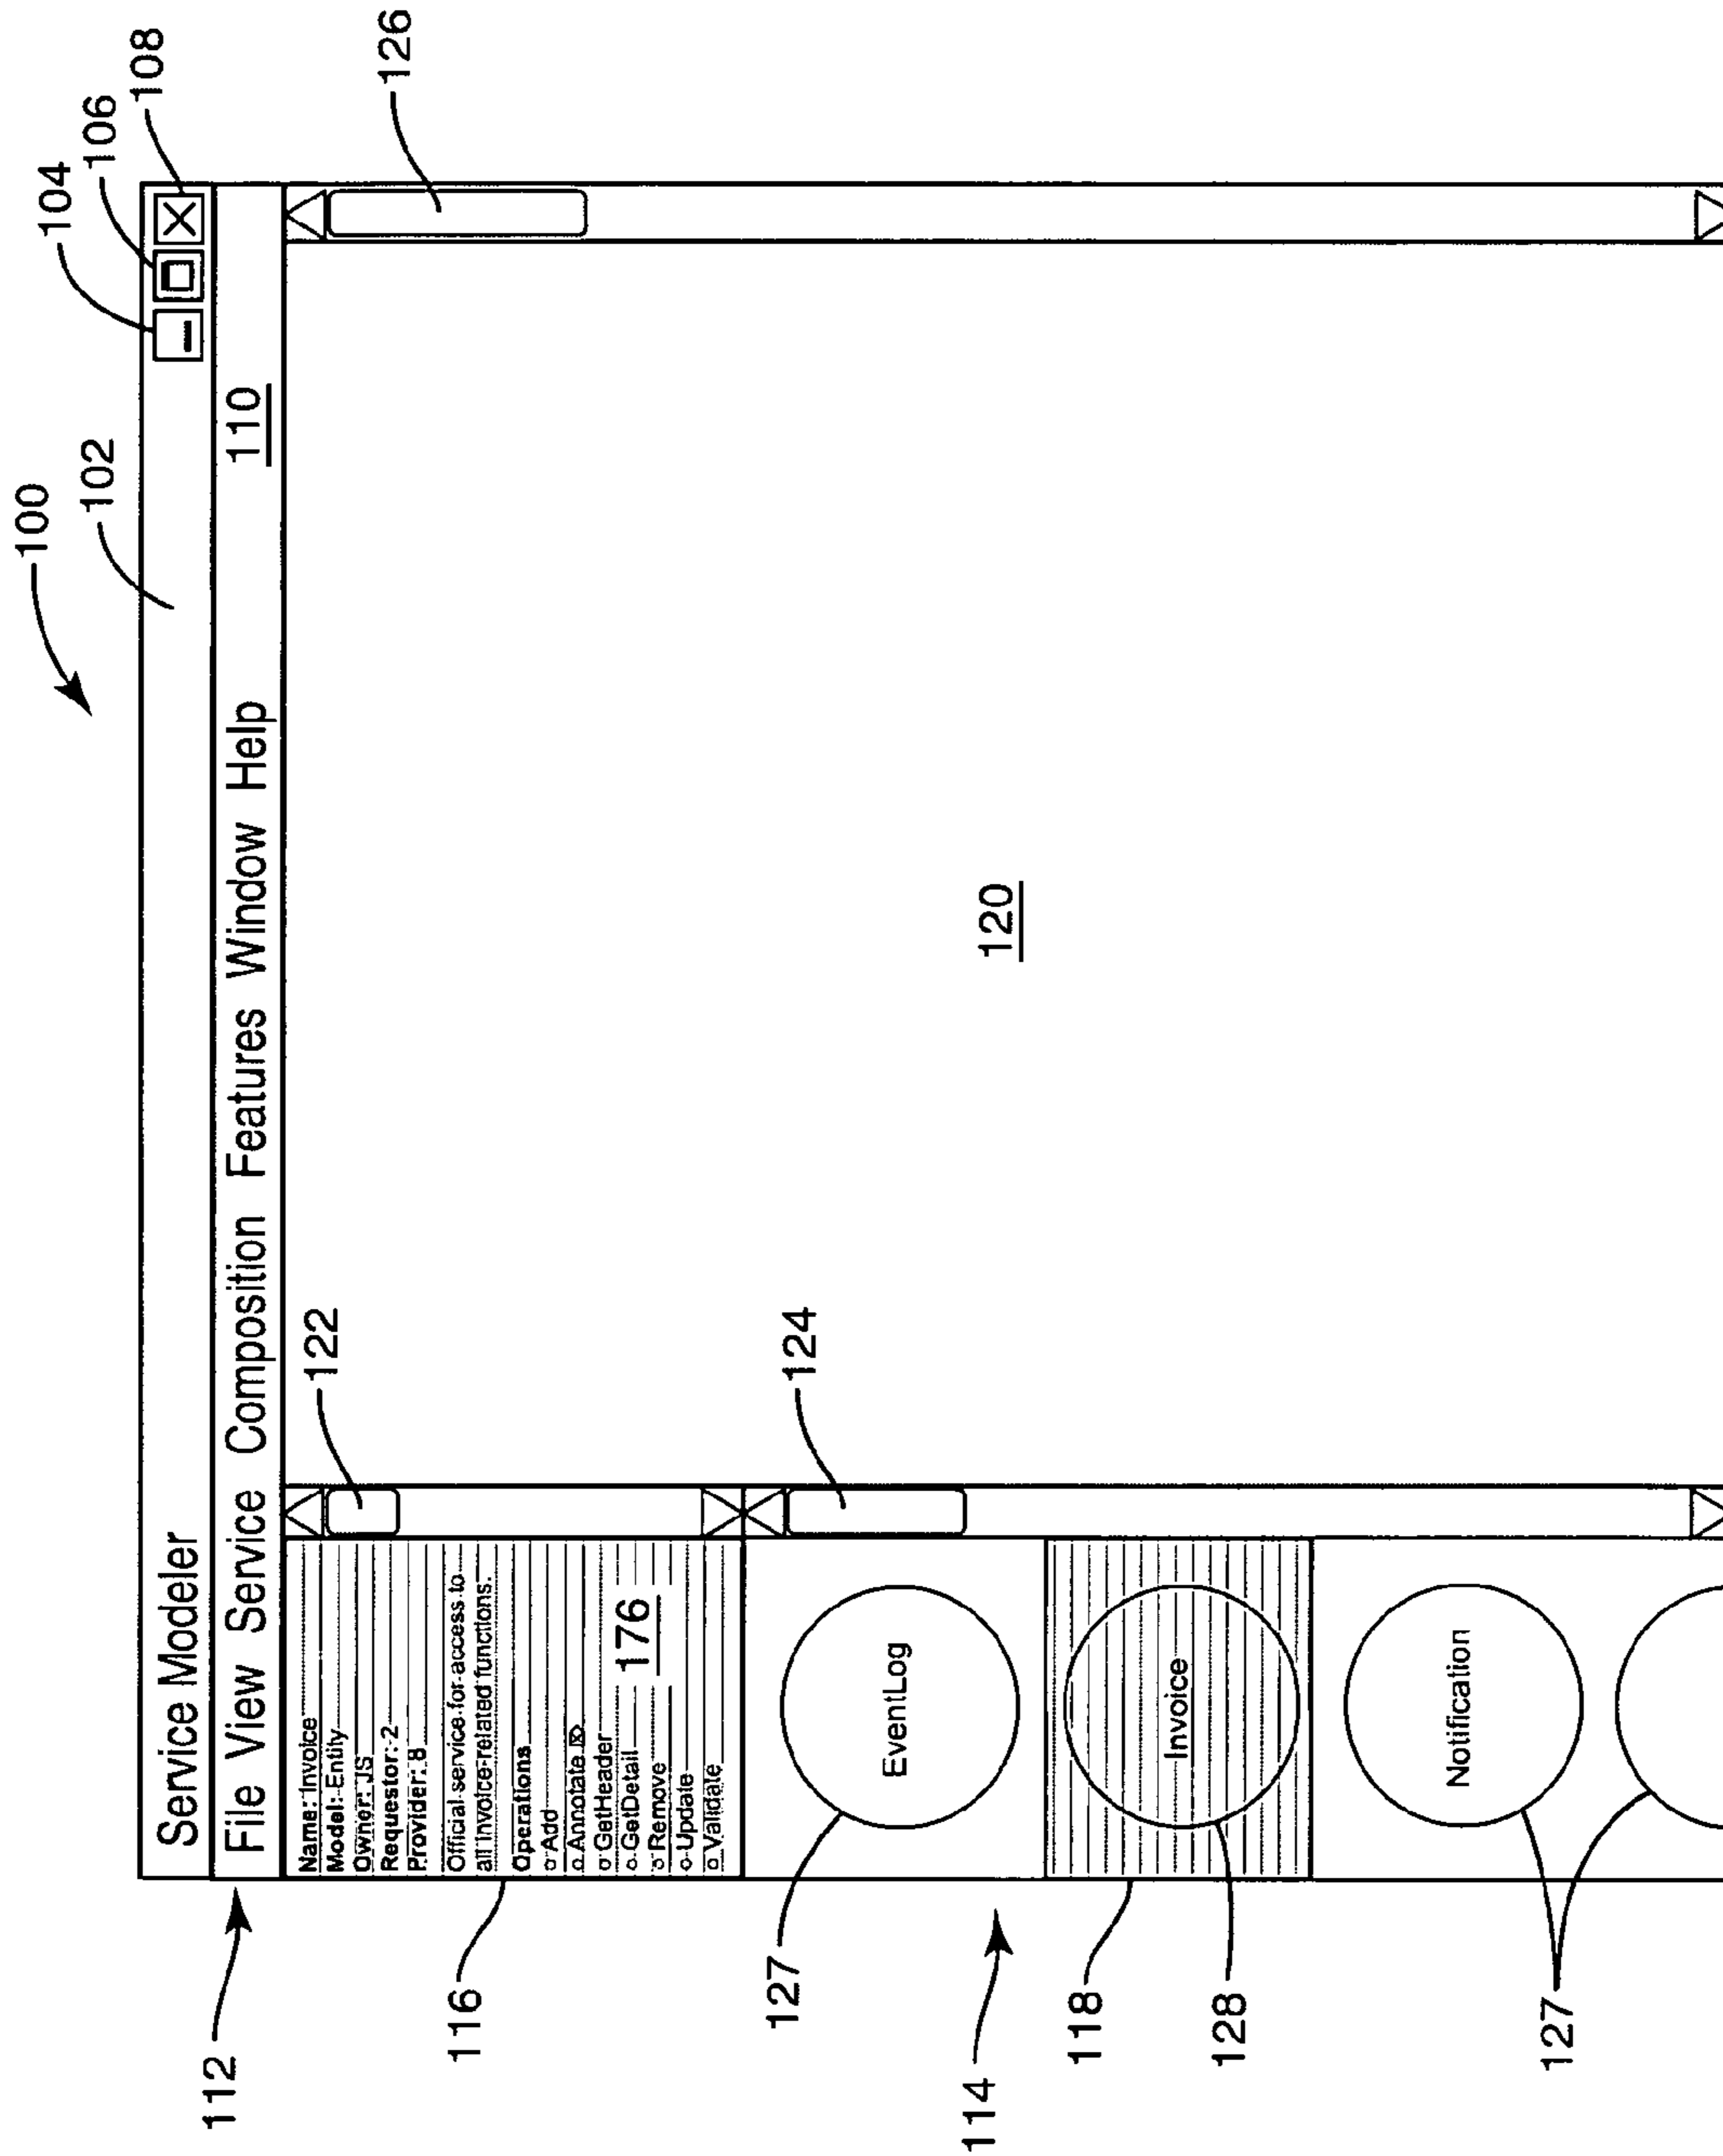 100
102
104
106
108
Service Modeler
112
File View Service Composition Features Window Help
110
126
122
Name: Invoice
Model: Entity
Owner: JS
Requestor: 2
Provider: 8
Official service for access to
all Invoice-related functions.
Operations
o Add
o Annotate
o GetHeader
o GetDetail
o Remove
o Update
o Validate
176
116
120
124
127
EventLog
114
118
Invoice
128
Notification
127